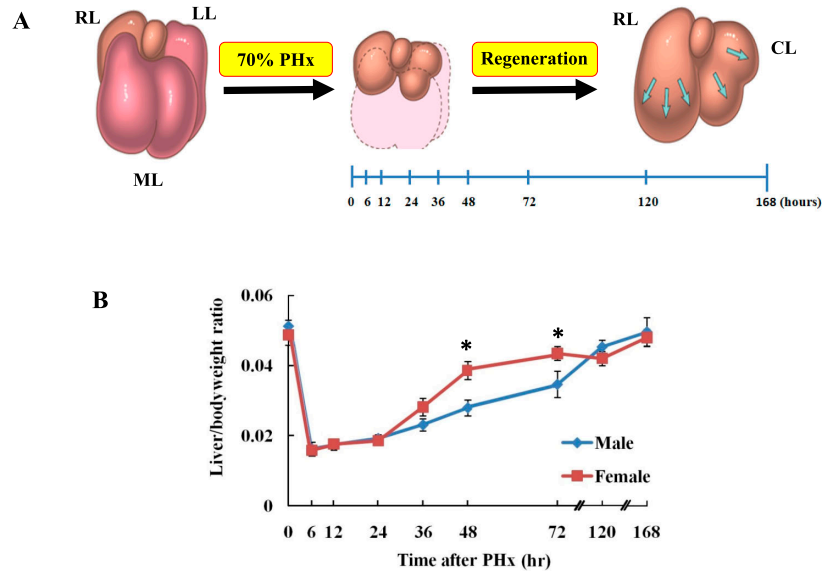 A
RL
LL
ML
70% PHx
Regeneration
RL
CL
0 6 12 24 36 48 72 120 168 (hours)
B
Liver/bodyweight ratio
0.06
0.04
0.02
0
* *
Male
Female
0 6 12 24 36 48 72 120 168
Time after PHx (hr)